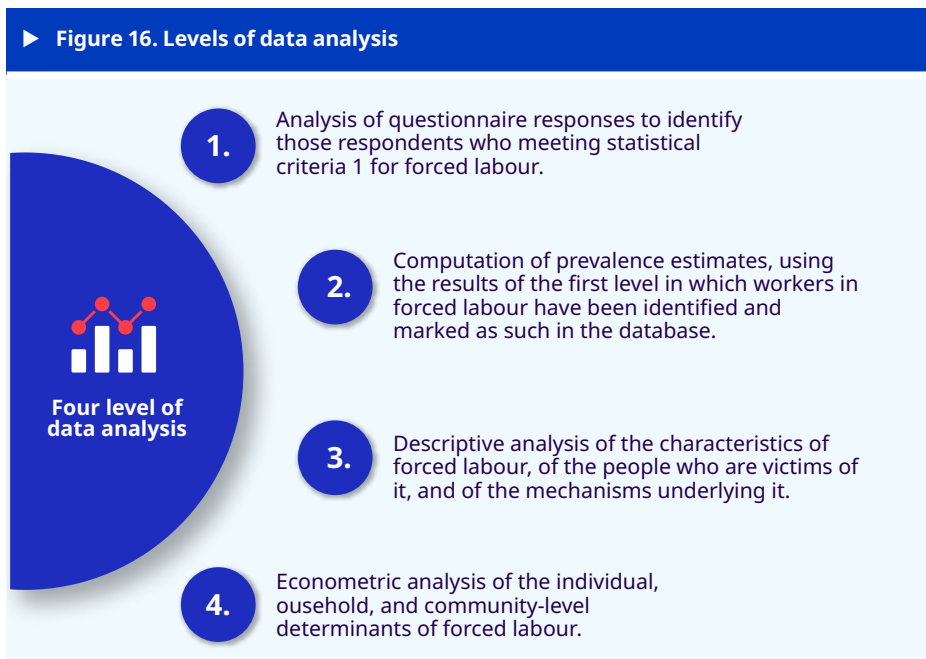 Figure 16. Levels of data analysis
1.
Analysis of questionnaire responses to identify
those respondents who meeting statistical
criteria 1 for forced labour.
2.
Computation of prevalence estimates, using
the results of the first level in which workers in
forced labour have been identified and
marked as such in the database.
Four level of
data analysis
3.
Descriptive analysis of the characteristics of
forced labour, of the people who are victims of
it, and of the mechanisms underlying it.
4.
Econometric analysis of the individual,
ousehold, and community-level
determinants of forced labour.